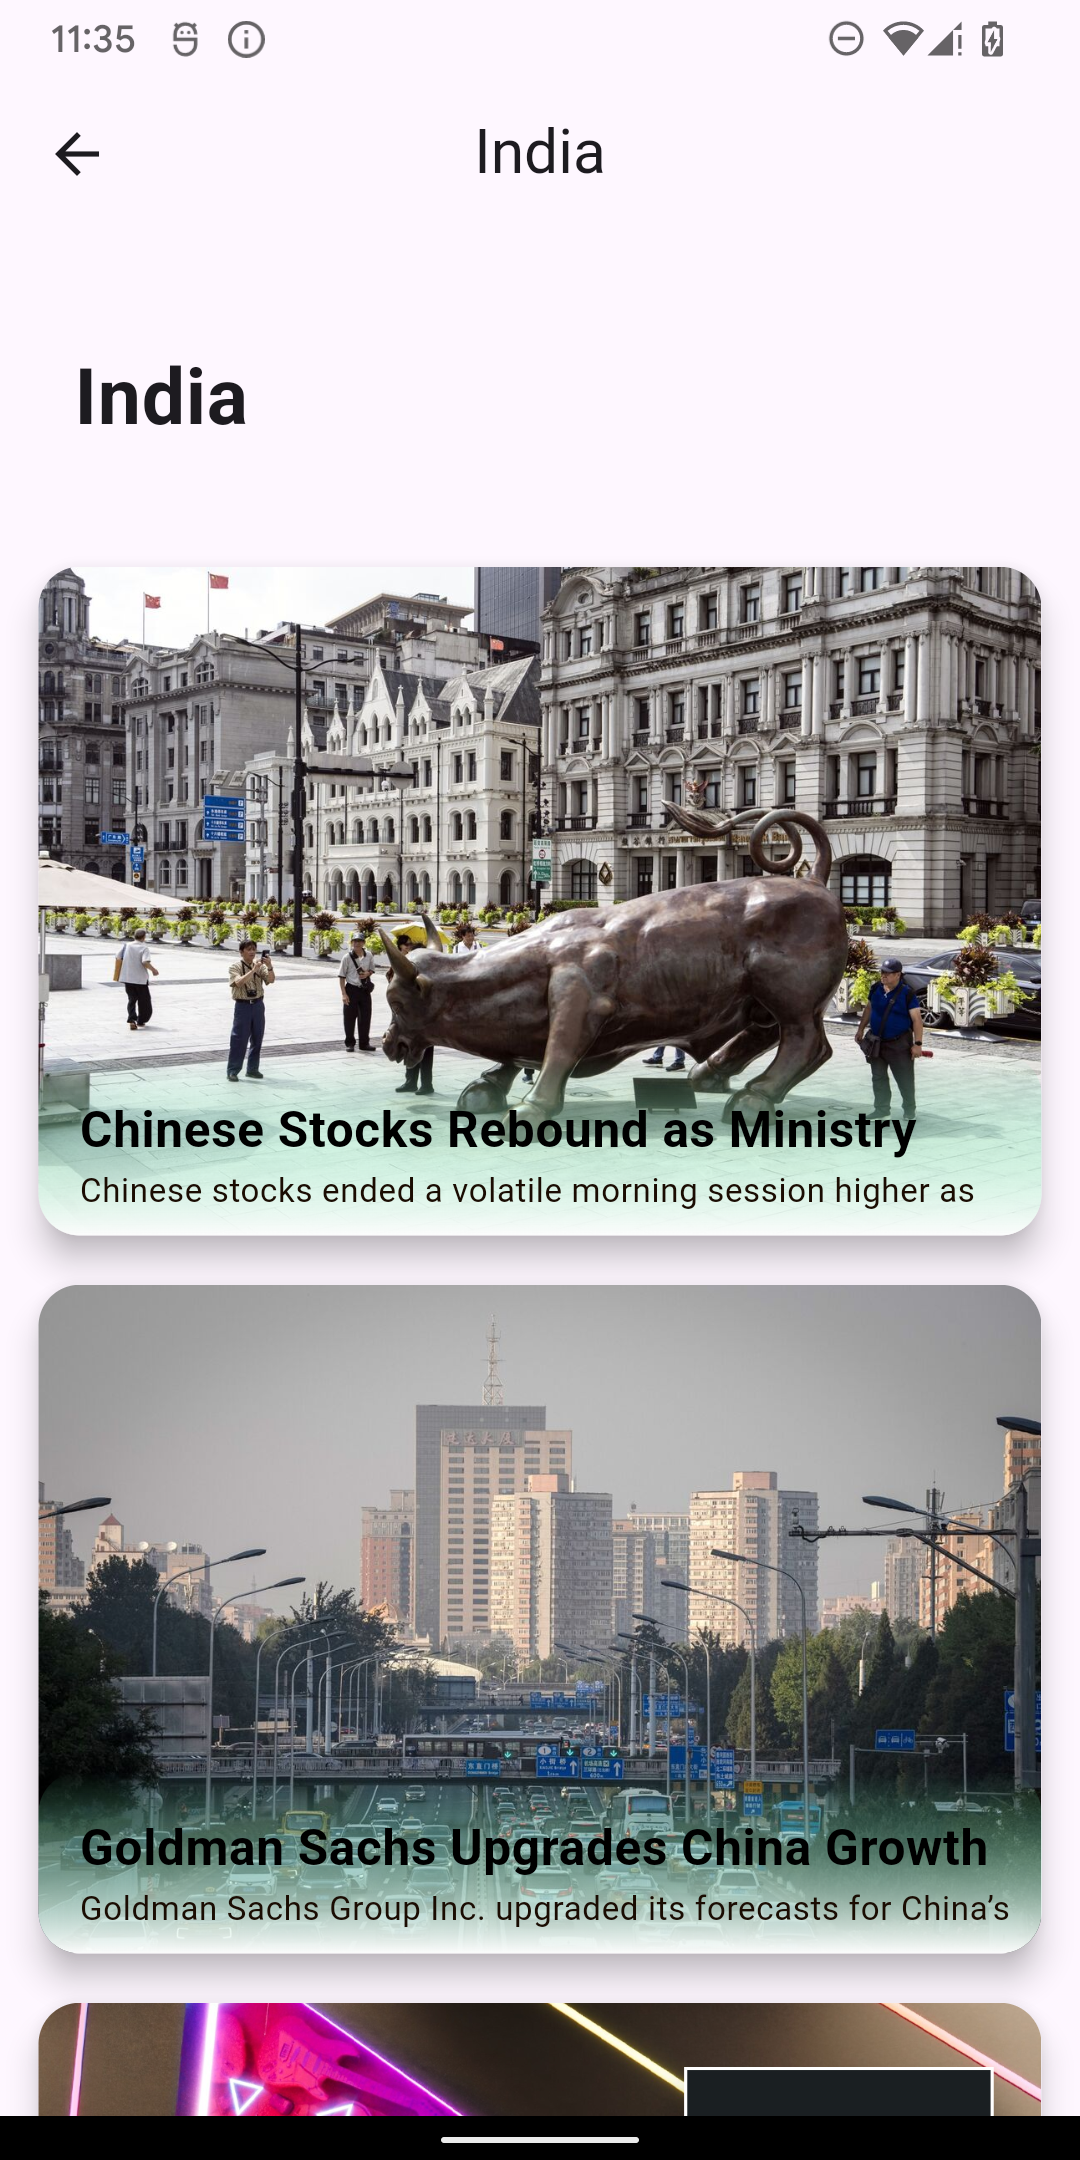 11:35
India
India
Chinese Stocks Rebound as Ministry
Chinese stocks ended a volatile morning session higher as
Goldman Sachs Upgrades China Growth
Goldman Sachs Group Inc. upgraded its forecasts for China’s